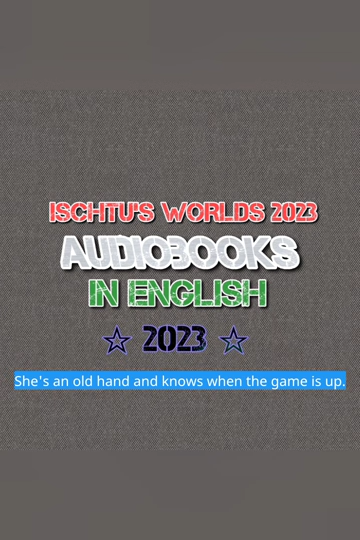 ISCHTU'S WORLDS 2023
AUDIOBOOKS
IN ENGLISH
☆ 2023 ☆
She's an old hand and knows when the game is up.